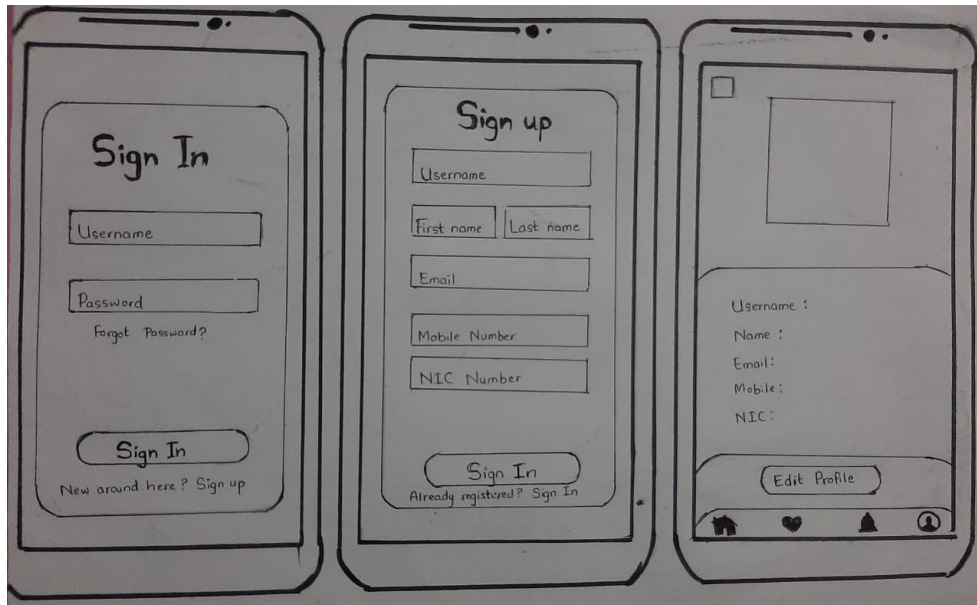 Sign In
Username
Password
Forgot Password?
Sign In
New around here? Sign up
Sign up
Username
First name Last name
Email
Mobile Number
NIC Number
Sign In
Already registered? Sign In
Username :
Name :
Email:
Mobile:
NIC:
Edit Profile